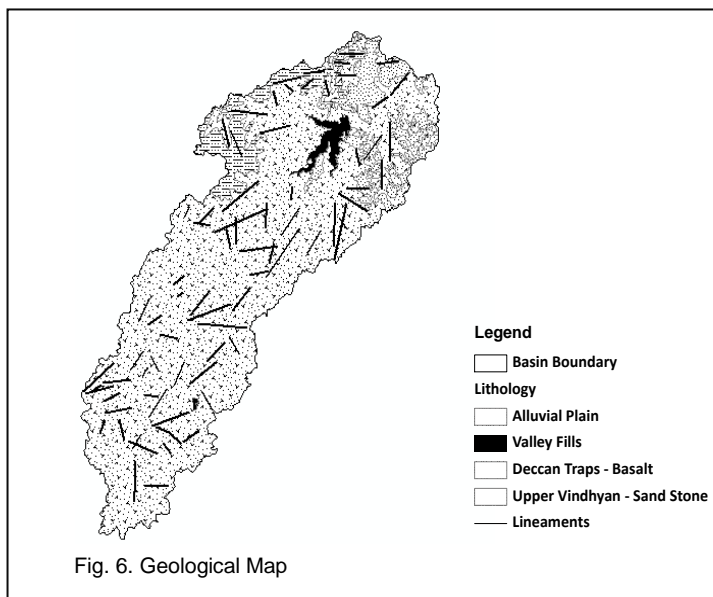 Legend
Basin Boundary
Lithology
Alluvial Plain
Valley Fills
Deccan Traps - Basalt
Upper Vindhyan - Sand Stone
Lineaments
Fig. 6. Geological Map